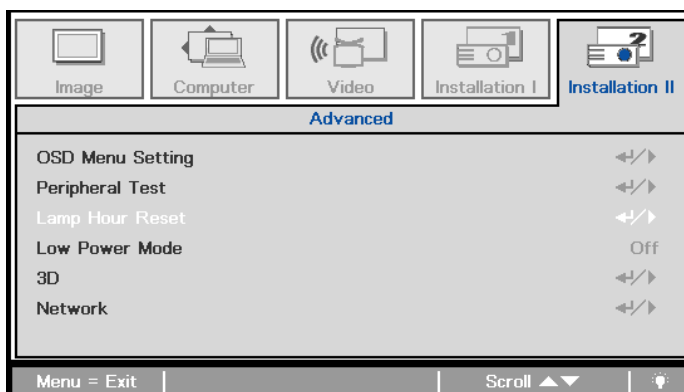 Image Computer Video Installation I Installation II
Advanced
OSD Menu Setting
Peripheral Test
Lamp Hour Reset
Low Power Mode Off
3D
Network
Menu = Exit Scroll ▲▼